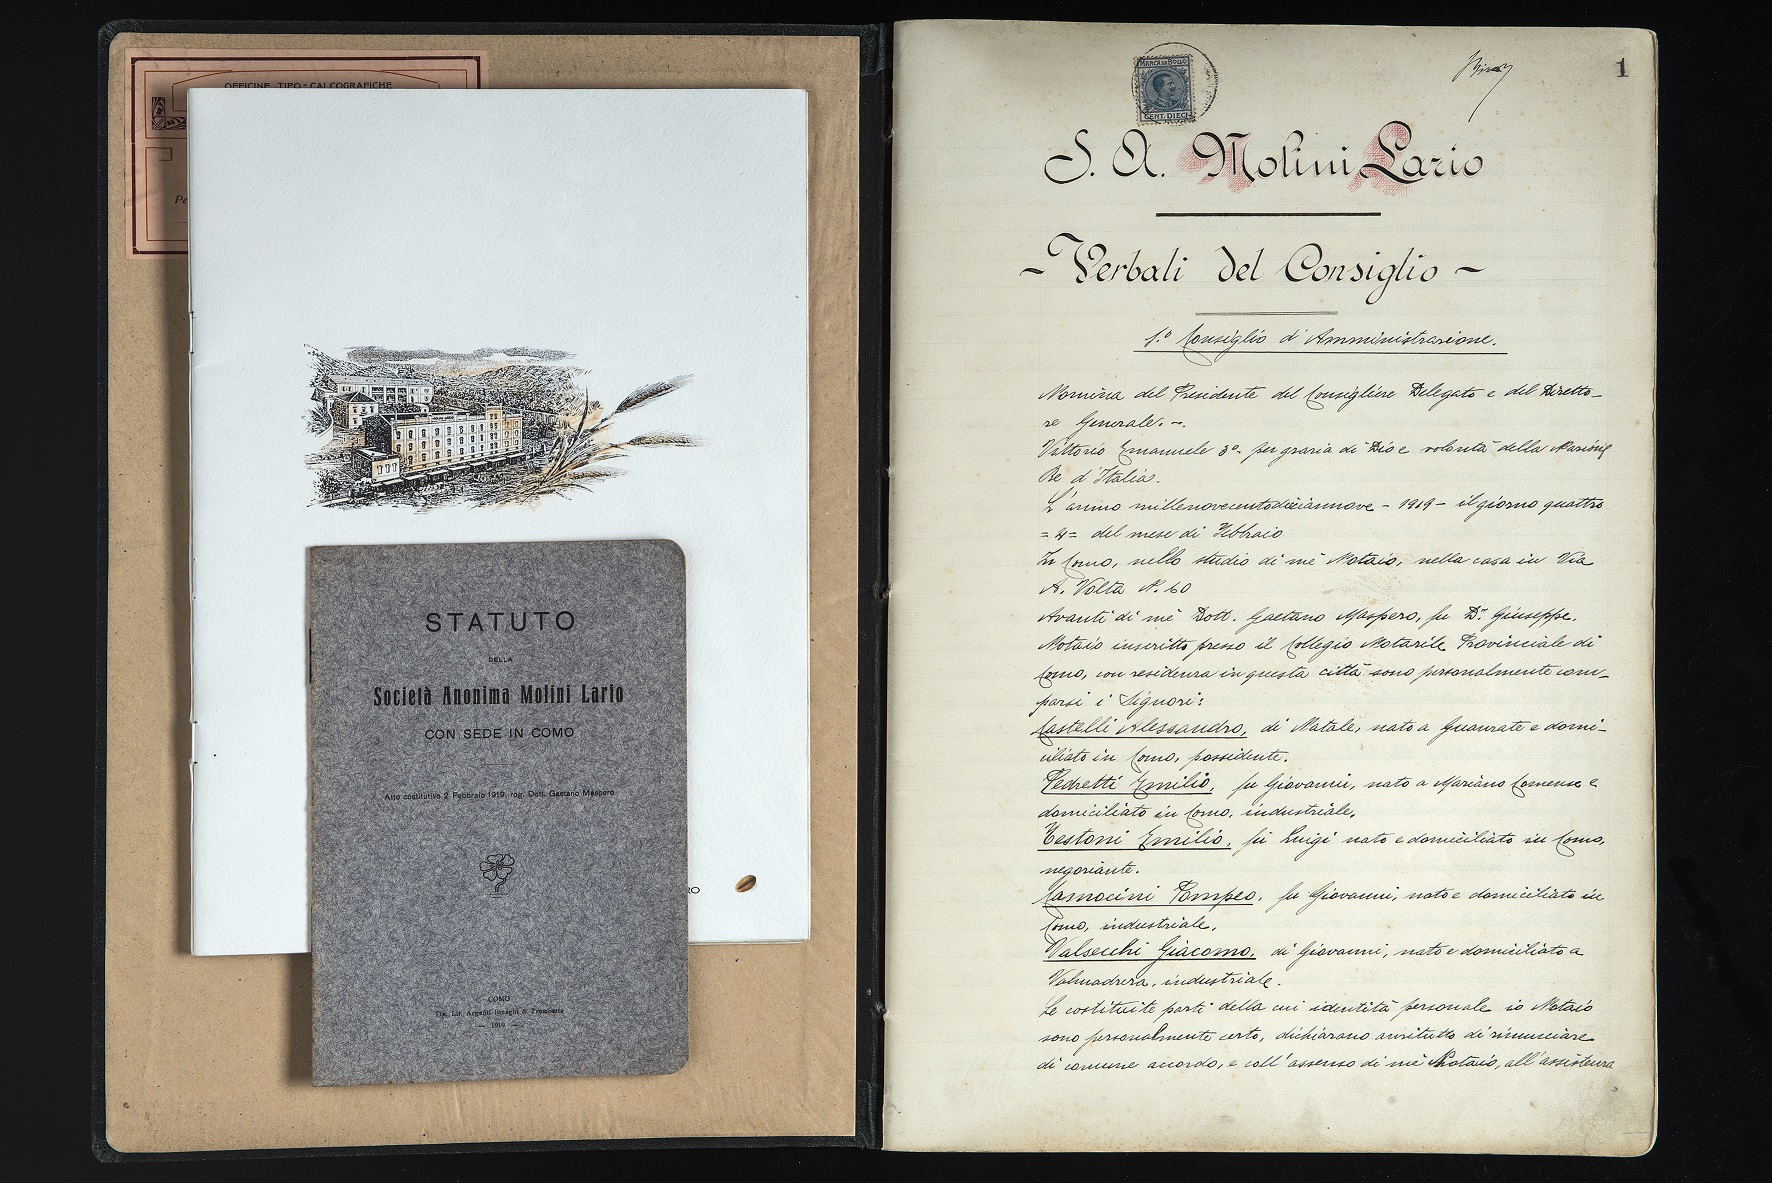 OFFICINE TIPO-CALCOGRAFICHE
Pe
RO
STATUTO
DELLA
Società Anonima Molini Lario
CON SEDE IN COMO
Atto costitutivo 2 Febbraio 1919, rog. Dott. Gaetano Maspero
COMO
Tip. Lit. Argenti Binaghi & Trombetta
— 1919 —
1
MARCA DA BOLLO
CENT. DIECI
S. A. Molini Lario
- Verbali del Consiglio -
1.° Consiglio d'Amministrazione.
Nomina del Presidente del Consigliere Delegato e del Diretto-
re Generale. -.
Vittorio Emanuele 3° per grazia di Dio e volontà della Nazione
Re d'Italia.
L'anno millenovecentodiciannove - 1919 - il giorno quattro
= 4 = del mese di Febbraio
In Como, nello studio di me Notaio, nella casa in Via
A. Volta N. 60
Avanti di me Dott. Gaetano Maspero, fu Dr. Giuseppe.
Notaio inscritto presso il Collegio Notarile Provinciale di
Como, con residenza in questa città sono personalmente com-
parsi i Signori:
Castelli Alessandro, di Natale, nato a Guanzate e domi-
ciliato in Como, possidente.
Pedretti Emilio, fu Giovanni, nato a Mariano Comense e
domiciliato in Como, industriale.
Testoni Emilio, fu Luigi nato e domiciliato in Como,
negoziante.
Camocini Pompeo, fu Giovanni, nato e domiciliato in
Como, industriale.
Valsecchi Giacomo, di Giovanni, nato e domiciliato a
Valmadrera, industriale.
Le costituite parti della cui identità personale io Notaio
sono personalmente certo, dichiarano anzitutto di rinunciare
di comune accordo, e coll'assenso di me Notaio, all'assistenza